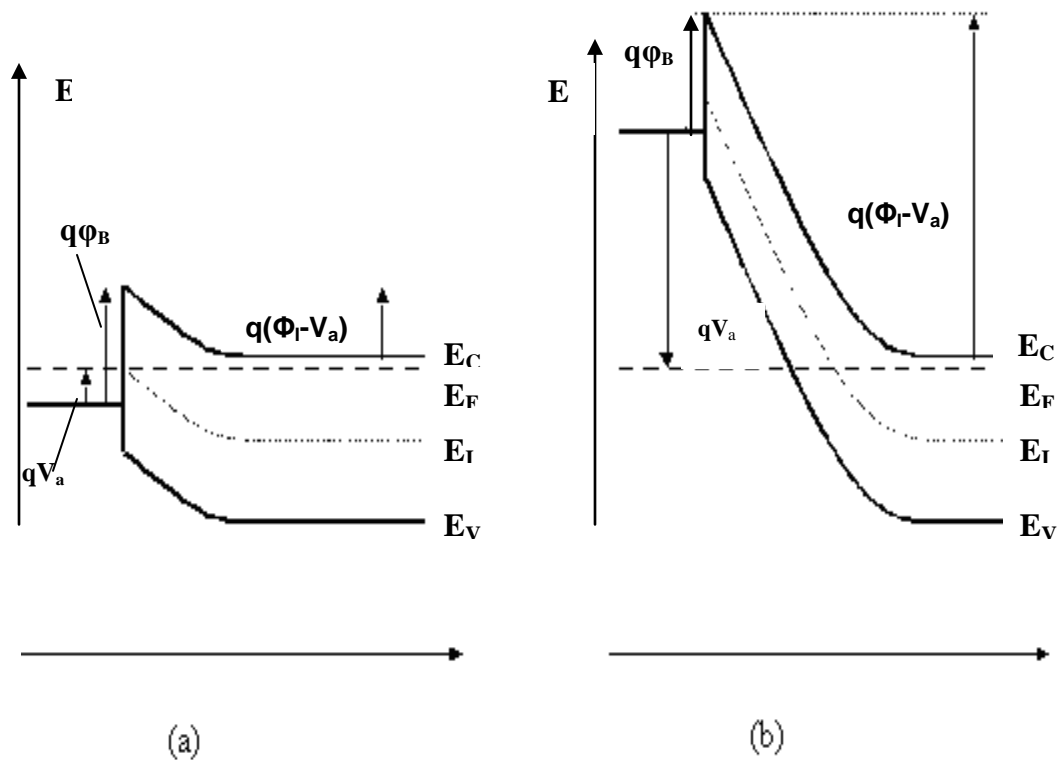 E
qφB
q(ΦI-Va)
EC
EF
EI
EV
qVa
(a)
qφB
E
q(ΦI-Va)
qVa
EC
EF
EI
EV
(b)